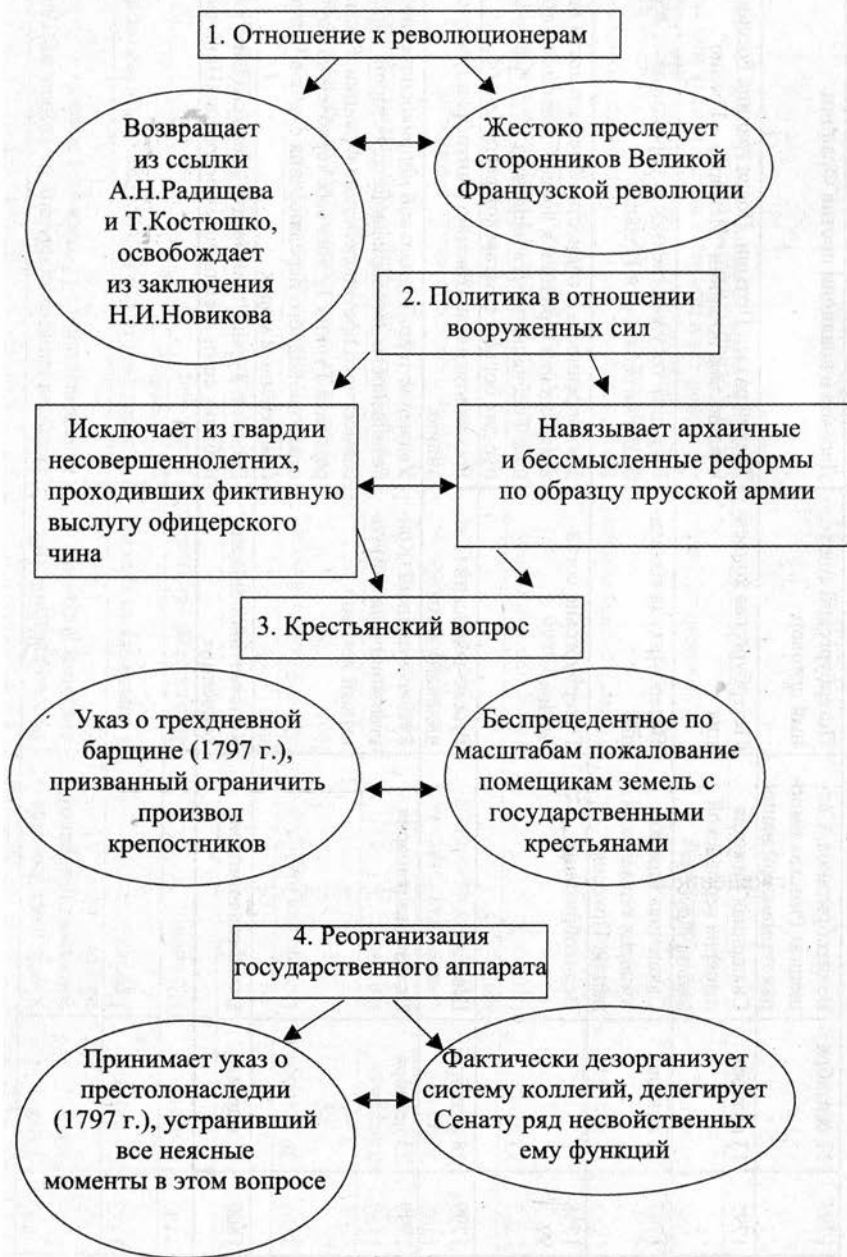 1. Отношение к революционерам
Возвращает
из ссылки
А.Н.Радищева
и Т.Костюшко,
освобождает
из заключения
Н.И.Новикова
Жестоко преследует
сторонников Великой
Французской революции
2. Политика в отношении
вооруженных сил
Исключает из гвардии
несовершеннолетних,
проходивших фиктивную
выслугу офицерского
чина
Навязывает архаичные
и бессмысленные реформы
по образцу прусской армии
3. Крестьянский вопрос
Указ о трехдневной
барщине (1797 г.),
призванный ограничить
произвол
крепостников
Беспрецедентное по
масштабам пожалование
помещикам земель с
государственными
крестьянами
4. Реорганизация
государственного аппарата
Принимает указ о
престолонаследии
(1797 г.), устранивший
все неясные
моменты в этом вопросе
Фактически дезорганизует
систему коллегий, делегирует
Сенату ряд несвойственных
ему функций